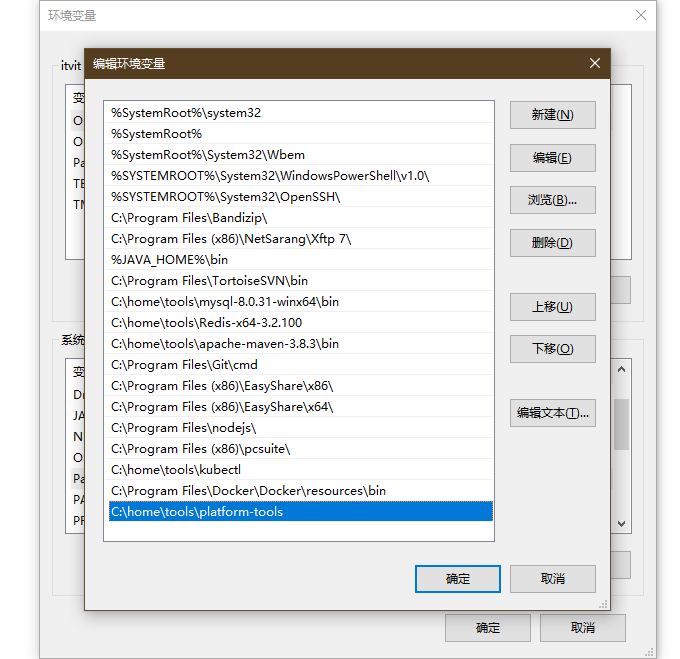 环境变量
itvit
编辑环境变量
%SystemRoot%\system32
%SystemRoot%
%SystemRoot%\System32\Wbem
%SYSTEMROOT%\System32\WindowsPowerShell\v1.0\
%SYSTEMROOT%\System32\OpenSSH\
C:\Program Files\Bandizip\
C:\Program Files (x86)\NetSarang\Xftp 7\
%JAVA_HOME%\bin
C:\Program Files\TortoiseSVN\bin
C:\home\tools\mysql-8.0.31-winx64\bin
C:\home\tools\Redis-x64-3.2.100
C:\home\tools\apache-maven-3.8.3\bin
C:\Program Files\Git\cmd
C:\Program Files (x86)\EasyShare\x86\
C:\Program Files (x86)\EasyShare\x64\
C:\Program Files\nodejs\
C:\Program Files (x86)\pcsuite\
C:\home\tools\kubectl
C:\Program Files\Docker\Docker\resources\bin
C:\home\tools\platform-tools
新建(N)
编辑(E)
浏览(B)...
删除(D)
上移(U)
下移(O)
编辑文本(T)...
确定
取消
变
O
O
Pa
TE
系统
变
JA
N
O
Pa
PA
PF
确定
取消